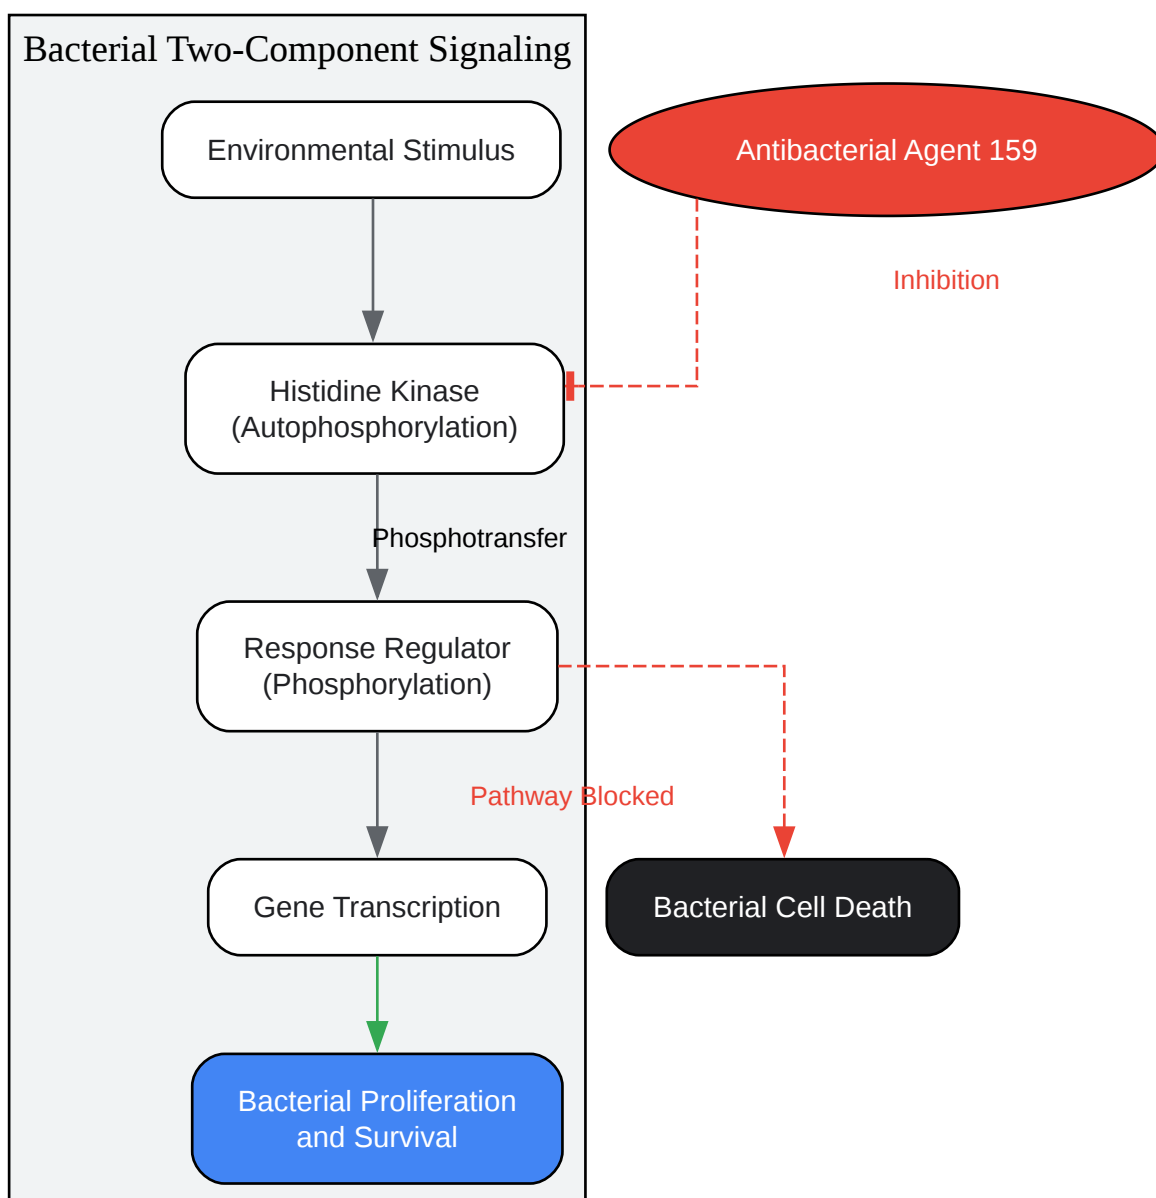 Bacterial Two-Component Signaling
Environmental Stimulus
Antibacterial Agent 159
Inhibition
Histidine Kinase
(Autophosphorylation)
Phosphotransfer
Response Regulator
(Phosphorylation)
Pathway Blocked
Gene Transcription
Bacterial Cell Death
Bacterial Proliferation
and Survival